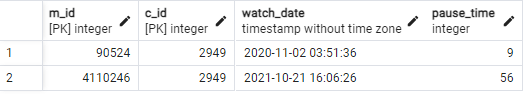 m_id c_id watch_date pause_time
[PK] integer [PK] integer timestamp without time zone integer
1 90524 2949 2020-11-02 03:51:36 9
2 4110246 2949 2021-10-21 16:06:26 56